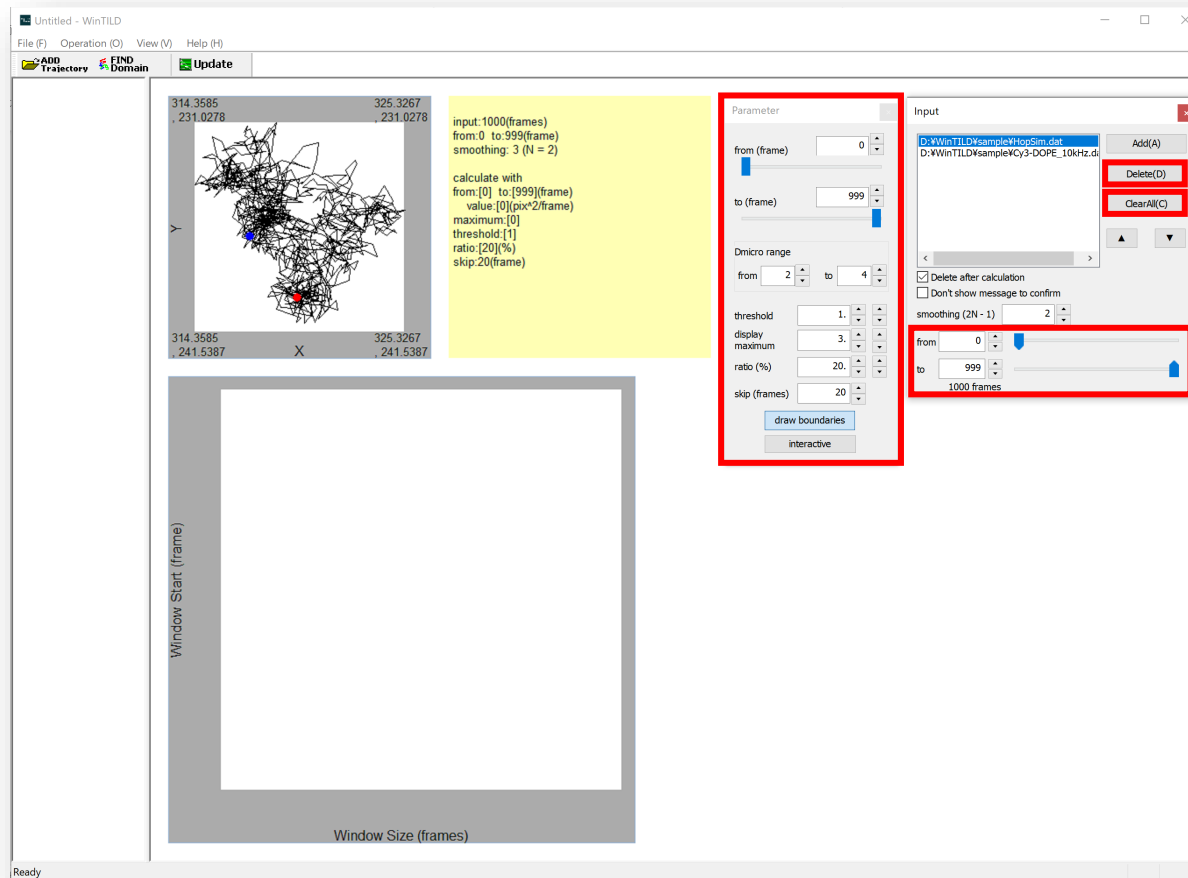 Untitled - WinTILD
File (F) Operation (O) View (V) Help (H)
ADD Trajectory FIND Domain Update
314.3585 325.3267
, 231.0278 , 231.0278
Y
314.3585 325.3267
, 241.5387 X , 241.5387
input:1000(frames)
from:0 to:999(frame)
smoothing: 3 (N = 2)
calculate with
from:[0] to:[999](frame)
value:[0](pix^2/frame)
maximum:[0]
threshold:[1]
ratio:[20](%)
skip:20(frame)
Parameter
from (frame) 0
to (frame) 999
Dmicro range
from 2 to 4
threshold 1.
display maximum 3.
ratio (%) 20.
skip (frames) 20
draw boundaries
interactive
Input
D:¥WinTILD¥sample¥HopSim.dat
D:¥WinTILD¥sample¥Cy3-DOPE_10kHz.da
Add(A)
Delete(D)
ClearAll(C)
Delete after calculation
Don't show message to confirm
smoothing (2N - 1) 2
from 0
to 999
1000 frames
Window Start (frame)
Window Size (frames)
Ready